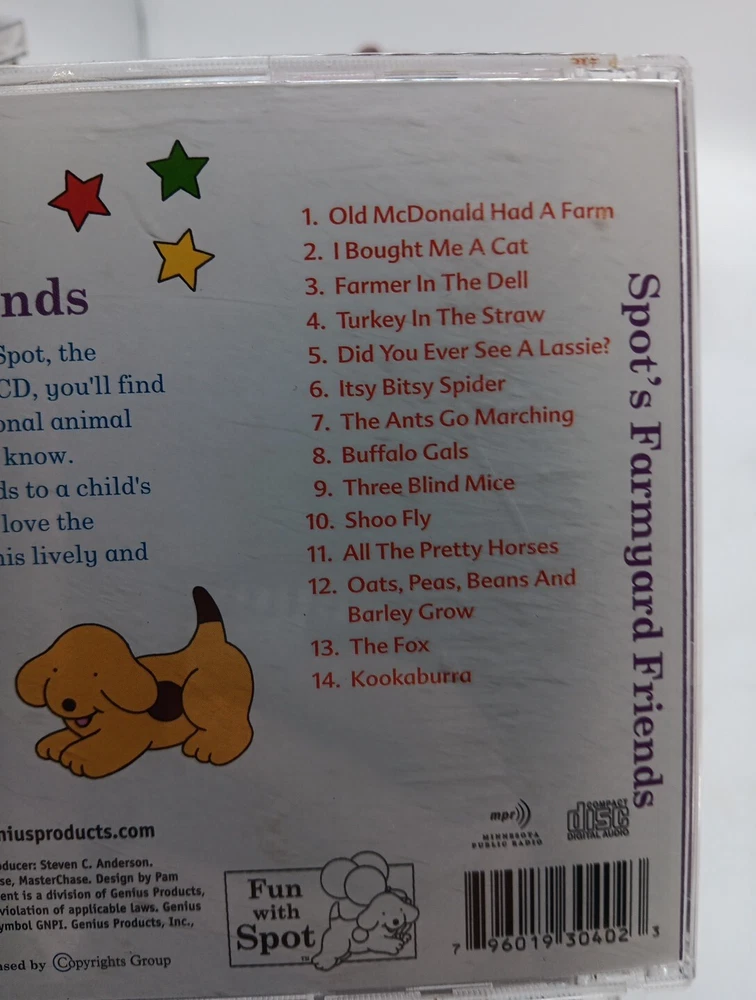 nds
Spot, the
CD, you'll find
onal animal
know.
ds to a child's
love the
his lively and
1. Old McDonald Had A Farm
2. I Bought Me A Cat
3. Farmer In The Dell
4. Turkey In The Straw
5. Did You Ever See A Lassie?
6. Itsy Bitsy Spider
7. The Ants Go Marching
8. Buffalo Gals
9. Three Blind Mice
10. Shoo Fly
11. All The Pretty Horses
12. Oats, Peas, Beans And
Barley Grow
13. The Fox
14. Kookaburra
Spot's Farmyard Friends
niusproducts.com
oducer: Steven C. Anderson.
se, MasterChase. Design by Pam
ent is a division of Genius Products,
violation of applicable laws. Genius
ymbol GNPI. Genius Products, Inc.,
nsed by Copyrights Group
Fun
with
Spot
TM
mpr
MINNESOTA
PUBLIC RADIO
COMPACT
disc
DIGITAL AUDIO
7 96019 30402 3